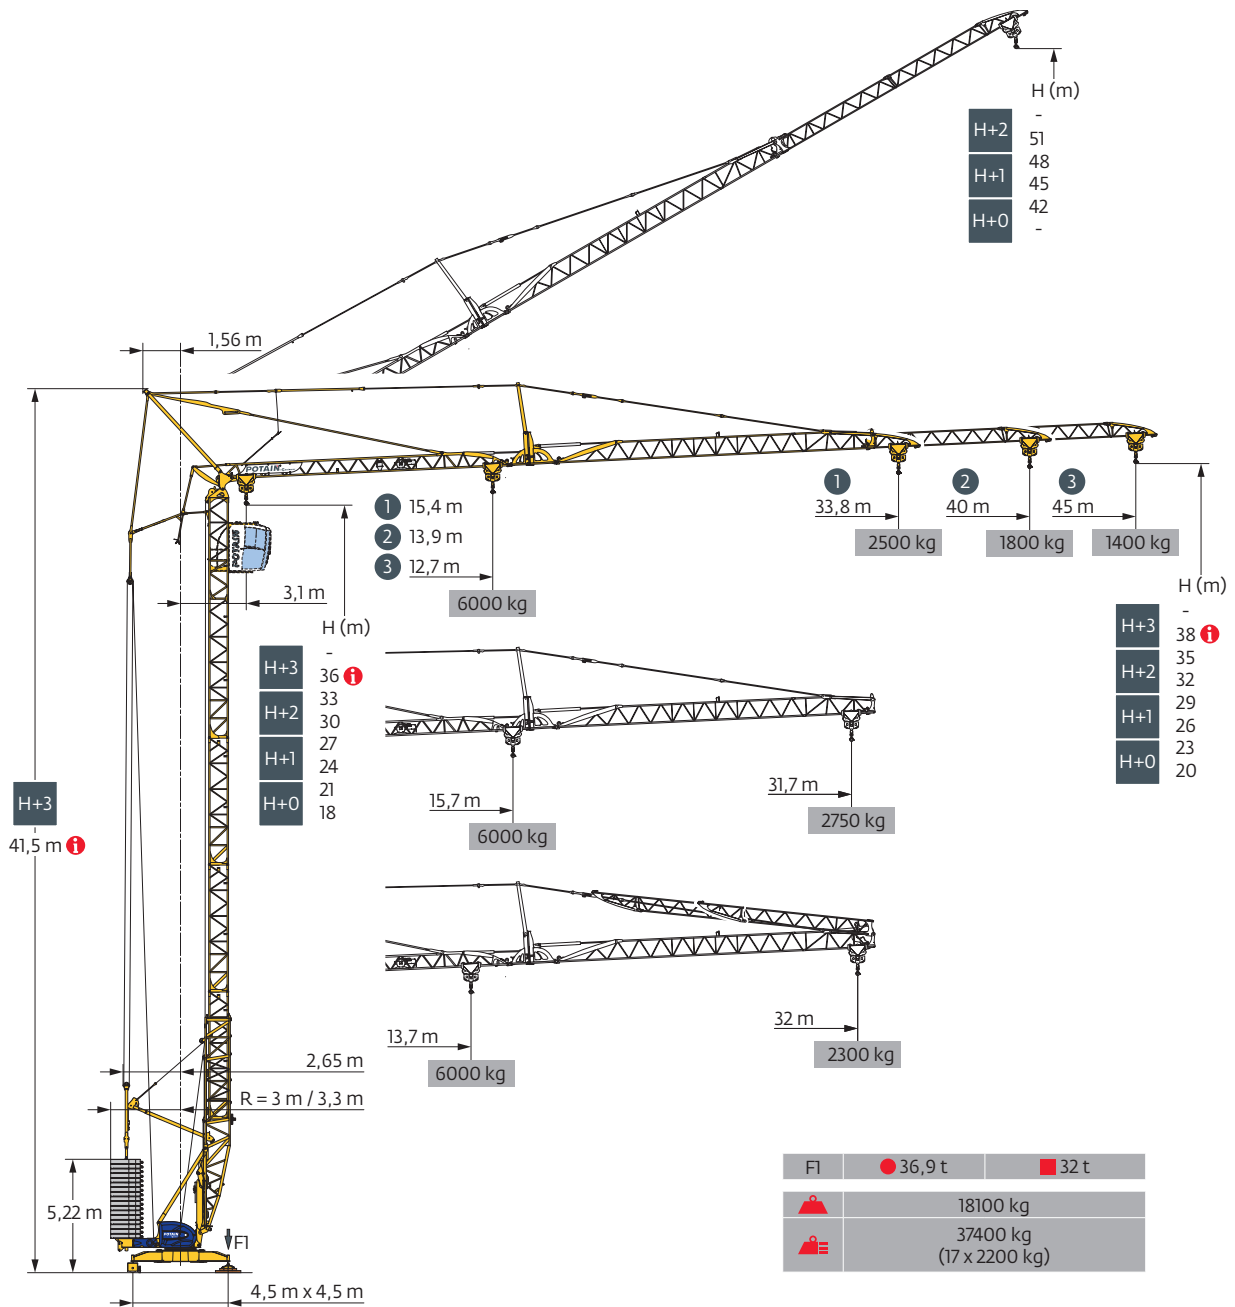 H (m)
H+2
H+1
H+0
-
51
48
45
42
-
1,56 m
POTAIN
POTAIN
1 15,4 m
2 13,9 m
3 12,7 m
6000 kg
1
33,8 m
2500 kg
2
40 m
1800 kg
3
45 m
1400 kg
3,1 m
H (m)
H+3
H+2
H+1
H+0
-
36 i
33
30
27
24
21
18
H (m)
H+3
H+2
H+1
H+0
-
38 i
35
32
29
26
23
20
15,7 m
6000 kg
31,7 m
2750 kg
H+3
41,5 m i
13,7 m
6000 kg
32 m
2300 kg
2,65 m
R = 3 m / 3,3 m
5,22 m
F1
4,5 m x 4,5 m
F1 36,9 t 32 t
18100 kg
37400 kg
(17 x 2200 kg)